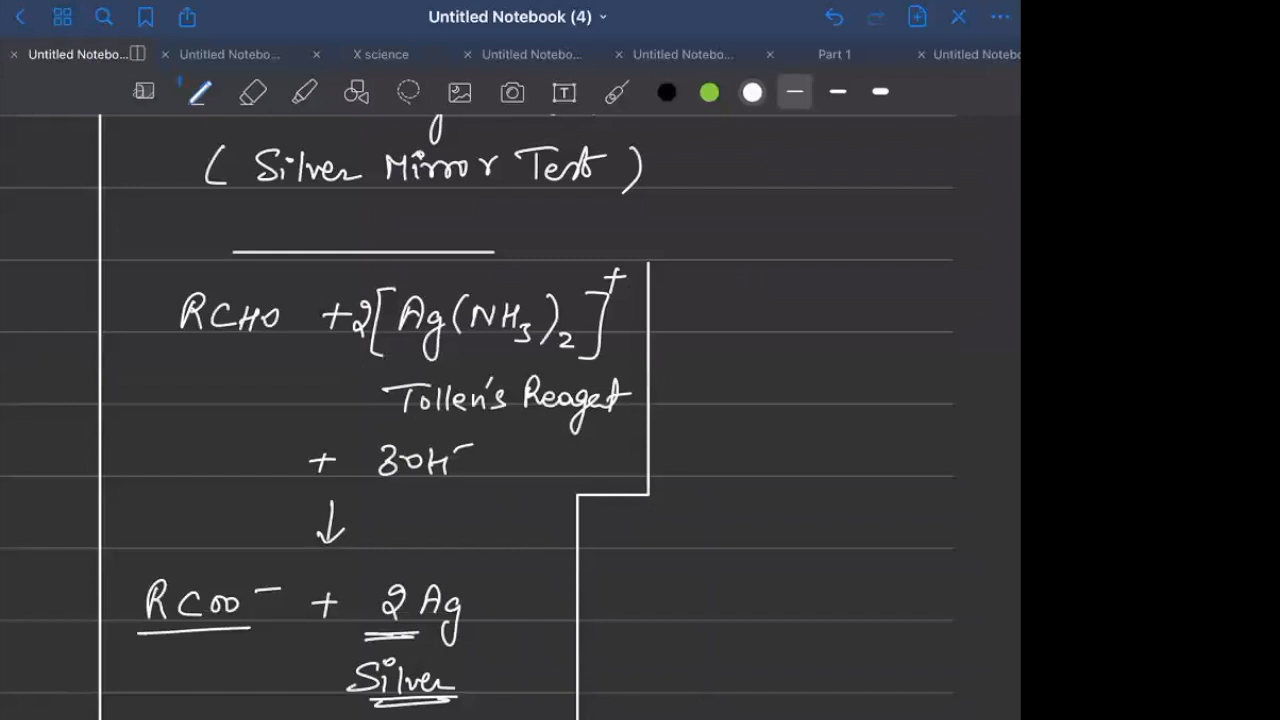 Untitled Notebook (4)
Untitled Notebo... Untitled Notebo... X science Untitled Notebo... Untitled Notebo... Part 1 Untitled Notebo
( Silver Mirror Test )
RCHO +2[Ag(NH₃)₂]⁺
Tollen's Reaget
+ 3OH⁻
↓
RCOO⁻ + 2Ag
Silver